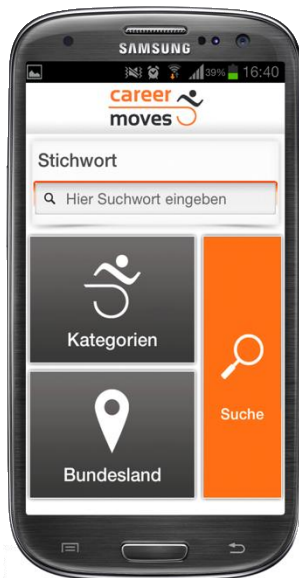 SAMSUNG
39% 16:40
career
moves
Stichwort
Hier Suchwort eingeben
Kategorien
Suche
Bundesland